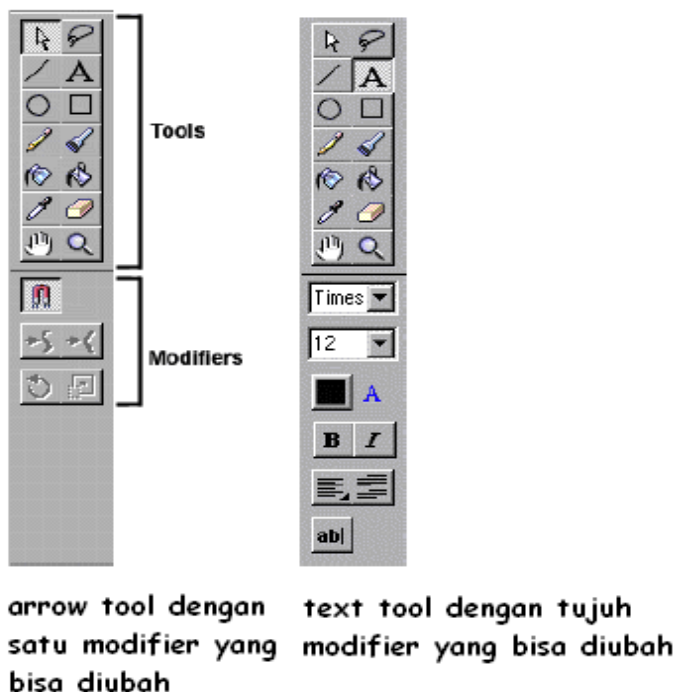 A
Tools
Modifiers
A
Times
12
A
B I
ab|
arrow tool dengan
satu modifier yang
bisa diubah
text tool dengan tujuh
modifier yang bisa diubah